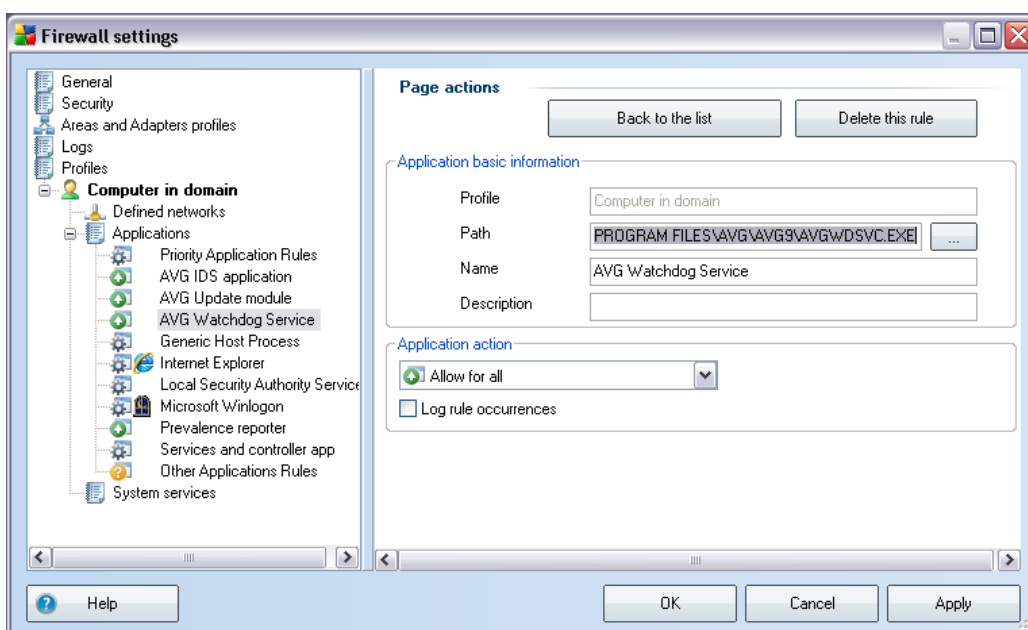 Firewall settings
General
Security
Areas and Adapters profiles
Logs
Profiles
Computer in domain
Defined networks
Applications
Priority Application Rules
AVG IDS application
AVG Update module
AVG Watchdog Service
Generic Host Process
Internet Explorer
Local Security Authority Service
Microsoft Winlogon
Prevalence reporter
Services and controller app
Other Applications Rules
System services
Page actions
Back to the list
Delete this rule
Application basic information
Profile
Computer in domain
Path
PROGRAM FILES\AVG\AVG9\AVGWDSVC.EXE
...
Name
AVG Watchdog Service
Description
Application action
Allow for all
Log rule occurrences
Help
OK
Cancel
Apply